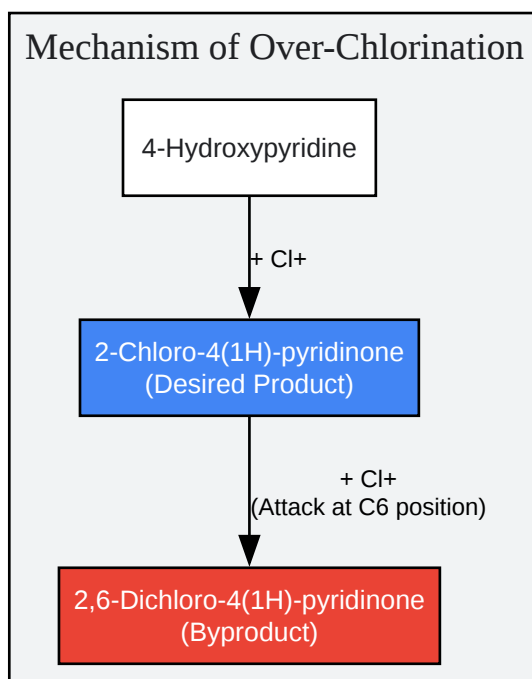 Mechanism of Over-Chlorination
4-Hydroxypyridine
+ Cl+
2-Chloro-4(1H)-pyridinone
(Desired Product)
+ Cl+
(Attack at C6 position)
2,6-Dichloro-4(1H)-pyridinone
(Byproduct)